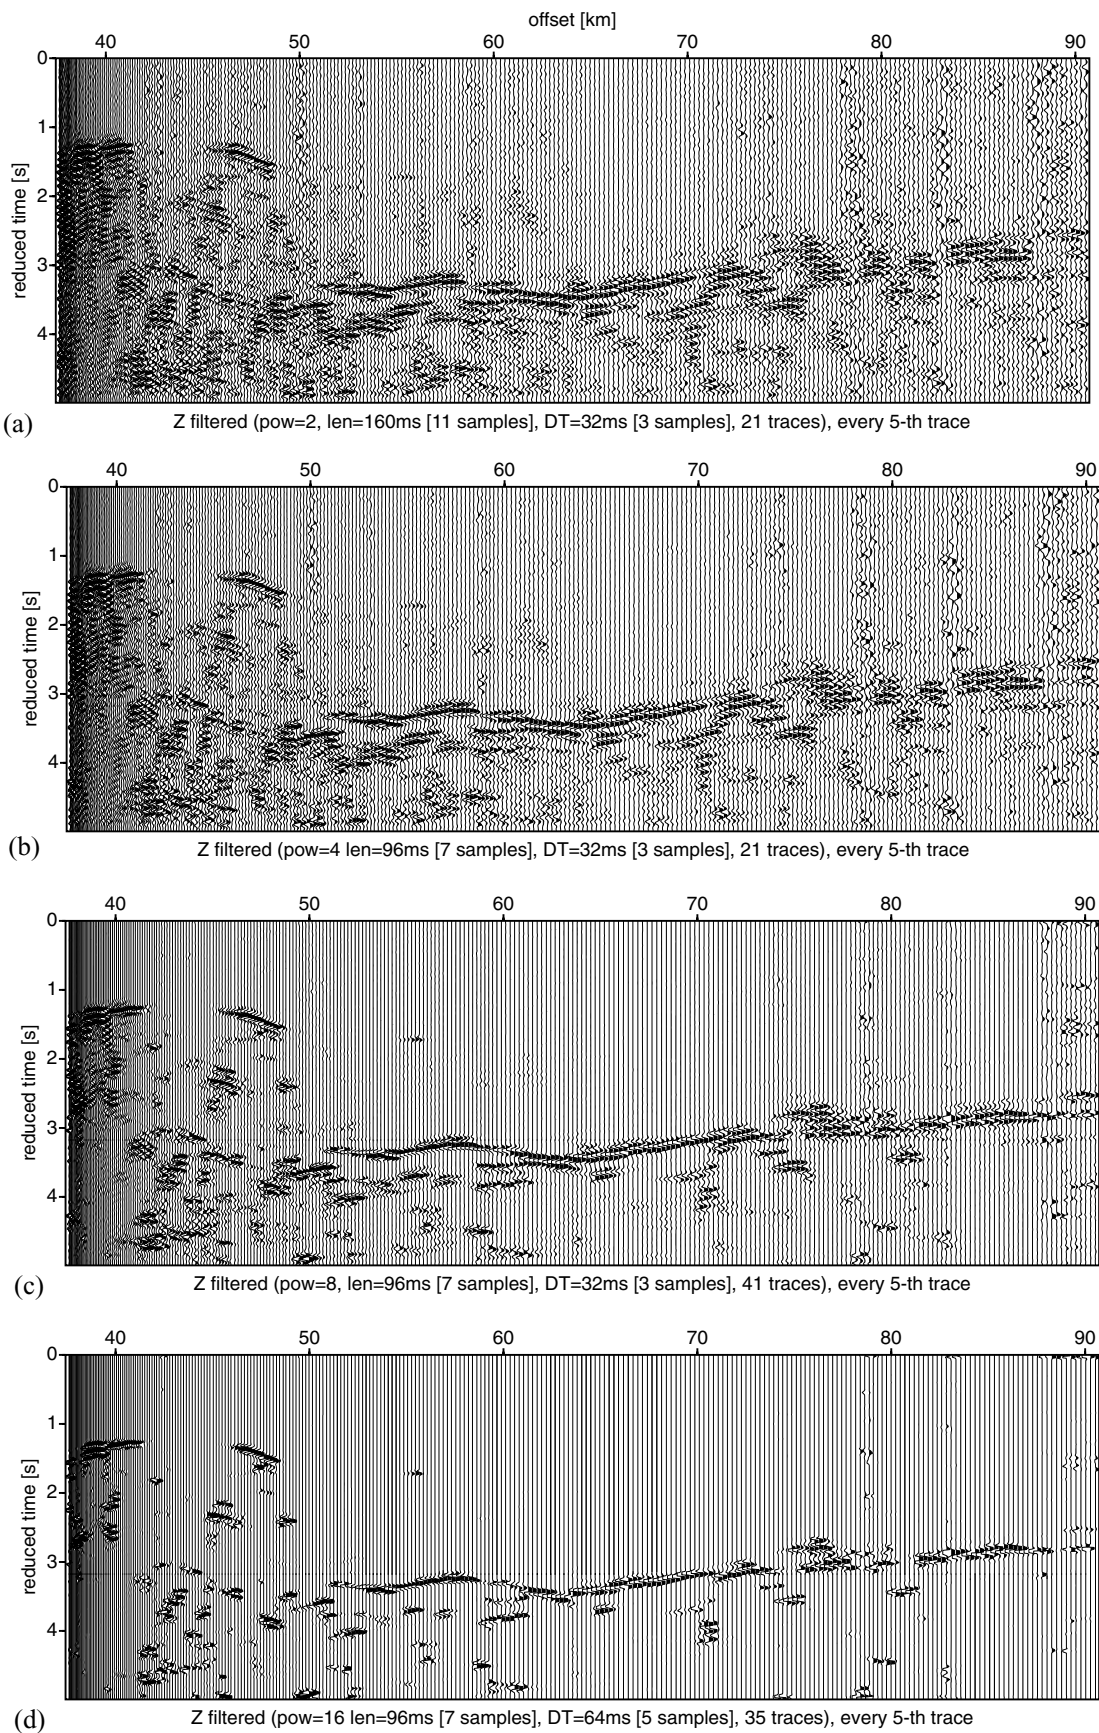 offset [km]
40 50 60 70 80 90
0
1
2
3
4
reduced time [s]
(a)
Z filtered (pow=2, len=160ms [11 samples], DT=32ms [3 samples], 21 traces), every 5-th trace
40 50 60 70 80 90
0
1
2
3
4
reduced time [s]
(b)
Z filtered (pow=4 len=96ms [7 samples], DT=32ms [3 samples], 21 traces), every 5-th trace
40 50 60 70 80 90
0
1
2
3
4
reduced time [s]
(c)
Z filtered (pow=8, len=96ms [7 samples], DT=32ms [3 samples], 41 traces), every 5-th trace
40 50 60 70 80 90
0
1
2
3
4
reduced time [s]
(d)
Z filtered (pow=16 len=96ms [7 samples], DT=64ms [5 samples], 35 traces), every 5-th trace